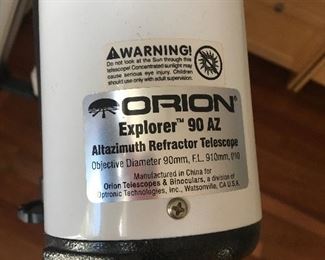 WARNING!
Do not look at the Sun through this
telescope! Concentrated sunlight may
cause serious eye injury. Children
should use only with adult supervision.
ORION®
Explorer™ 90 AZ
Altazimuth Refractor Telescope
Objective Diameter 90mm, F.L. 910mm, f/10
Manufactured in China for
Orion Telescopes & Binoculars, a division of
Optronic Technologies, Inc., Watsonville, CA U.S.A.